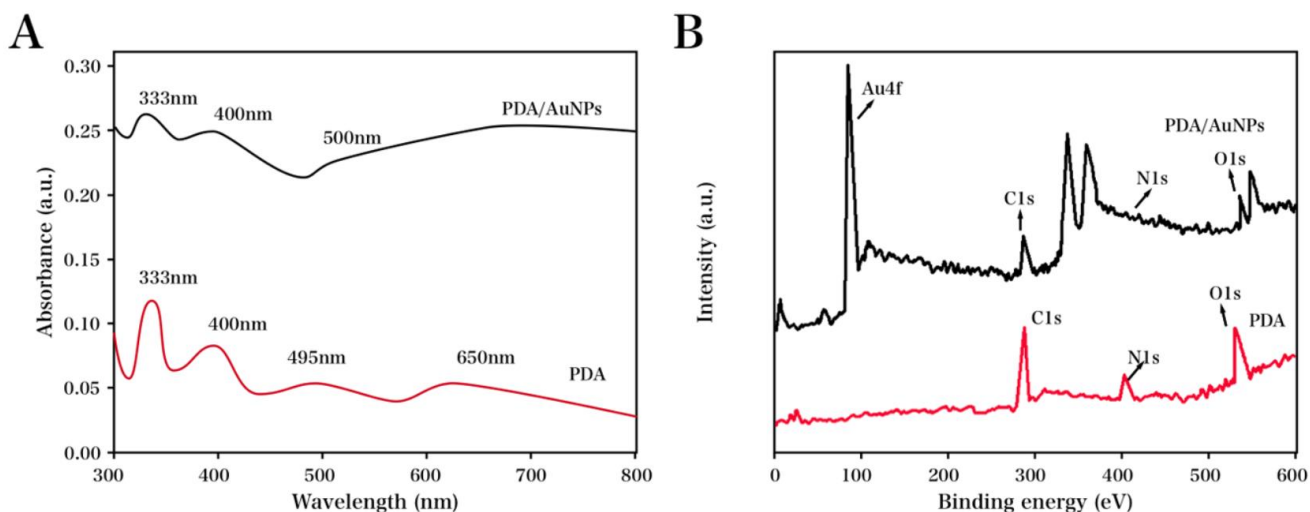 A
B
0.30
0.25
0.20
0.15
0.10
0.05
0.00
Absorbance (a.u.)
333nm
400nm
500nm
PDA/AuNPs
333nm
400nm
495nm
650nm
PDA
300 400 500 600 700 800
Wavelength (nm)
Intensity (a.u.)
Au4f
PDA/AuNPs
C1s
N1s
O1s
C1s
N1s
O1s
PDA
0 100 200 300 400 500 600
Binding energy (eV)